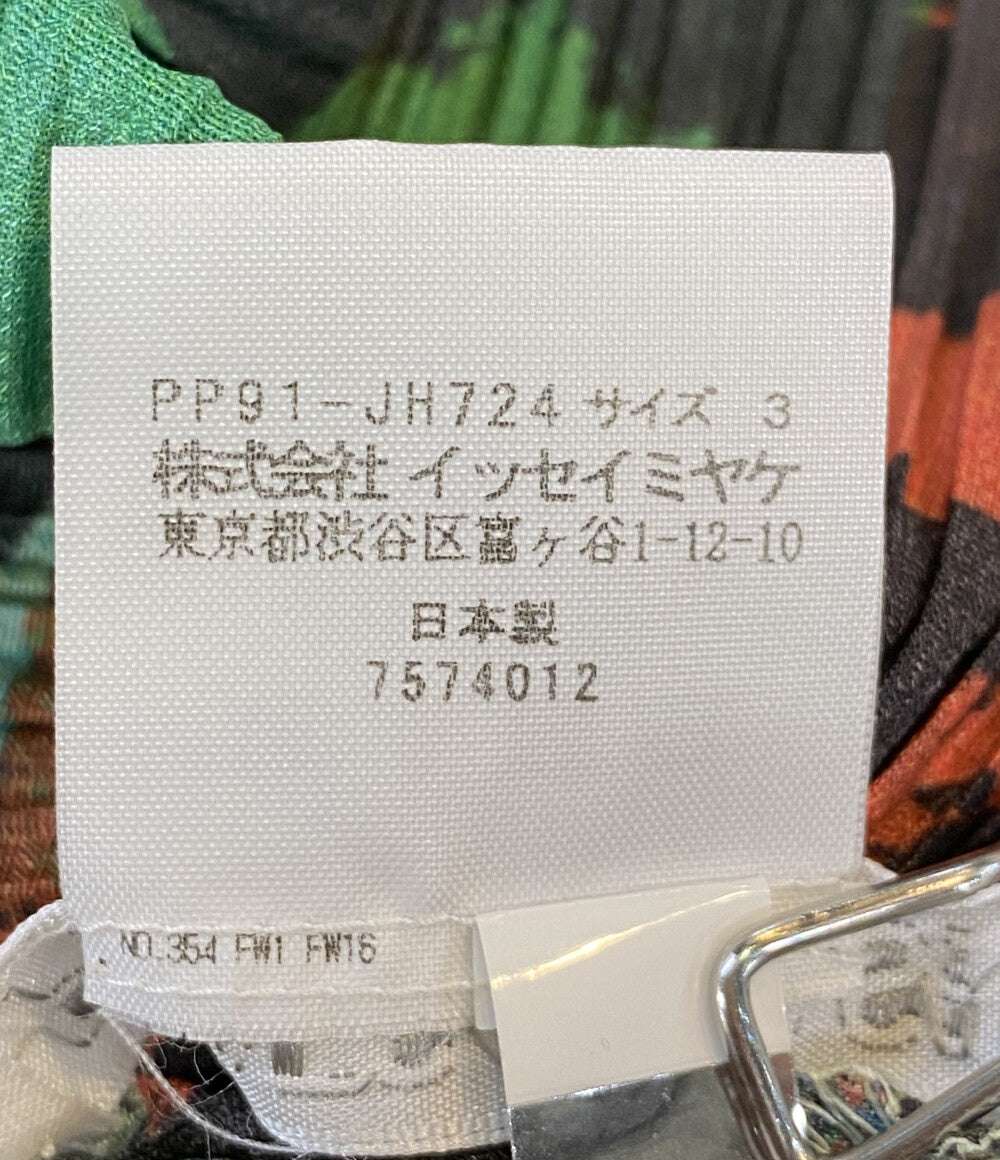 PP91-JH724 サイズ 3
株式会社 イッセイミヤケ
東京都渋谷区富ヶ谷1-12-10
日本製
7574012
NO.354 FW1 FW16